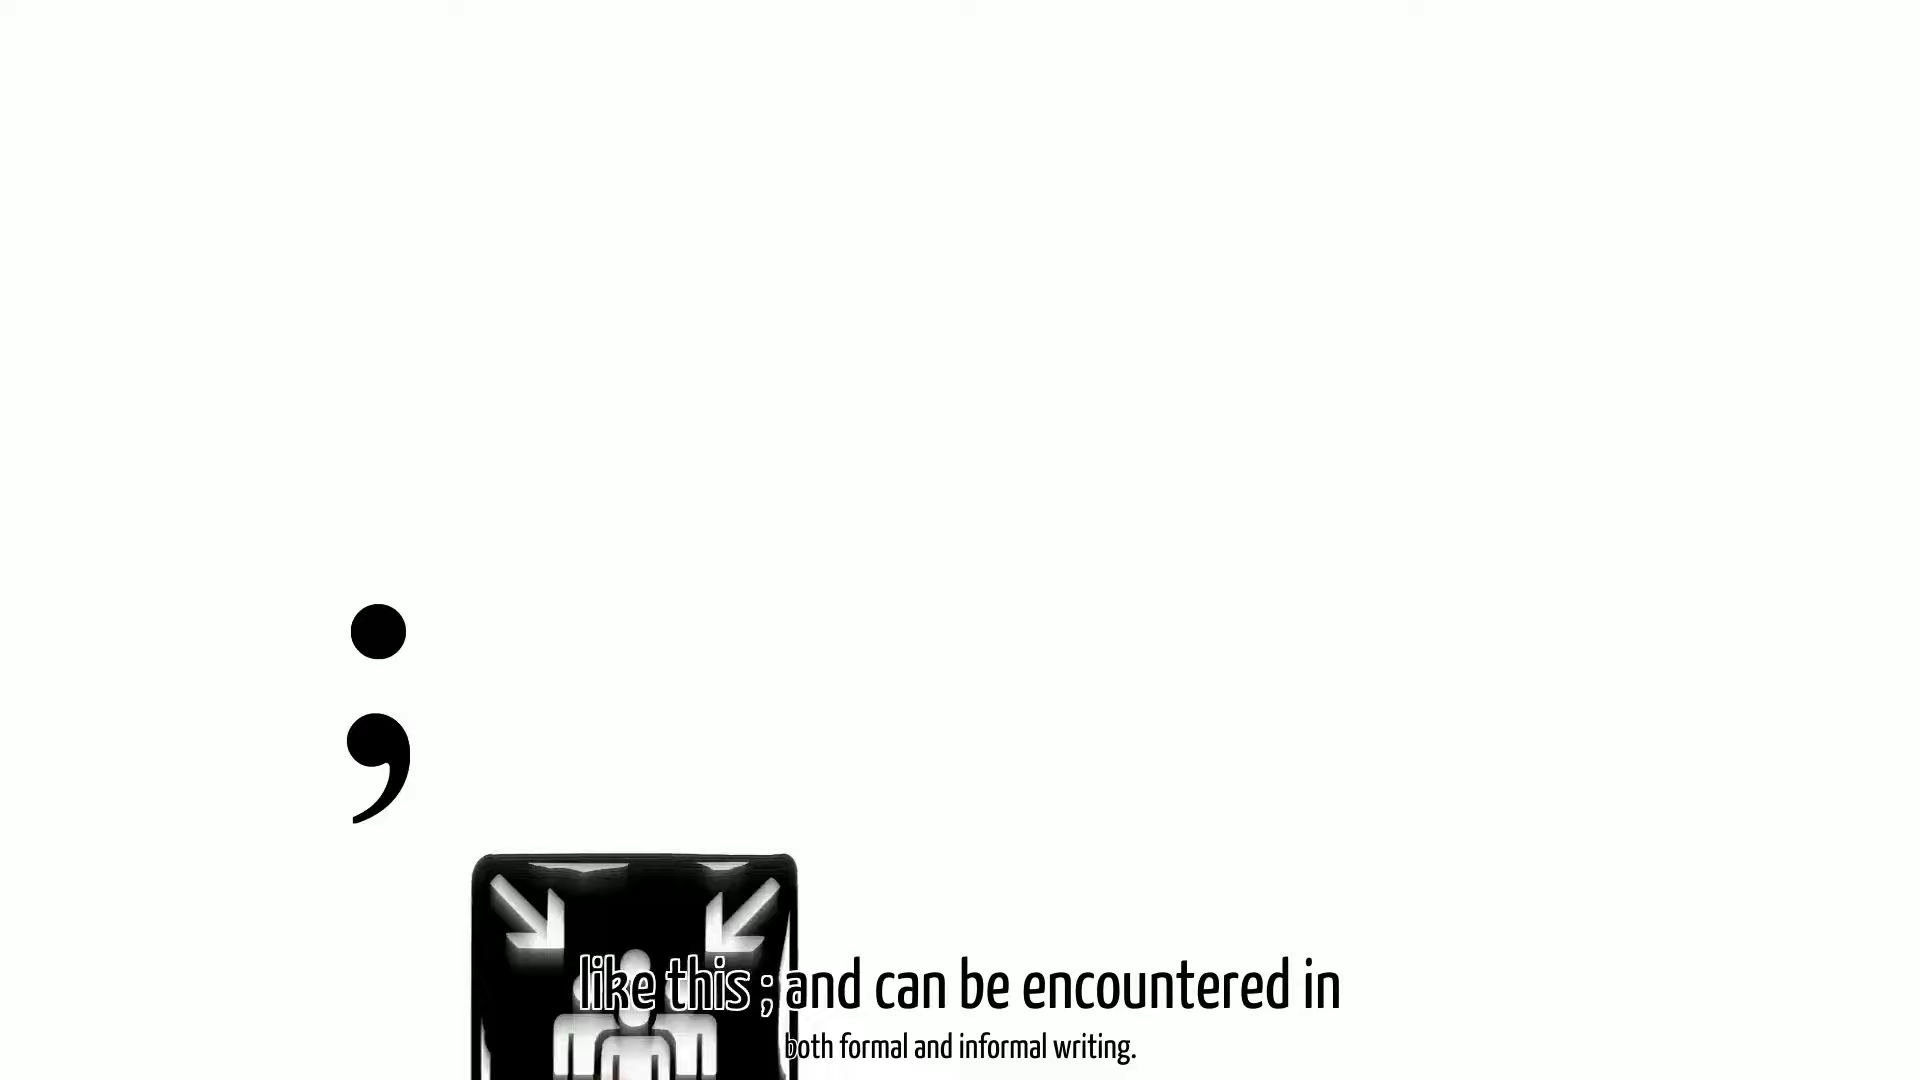 ;
like this ; and can be encountered in
both formal and informal writing.